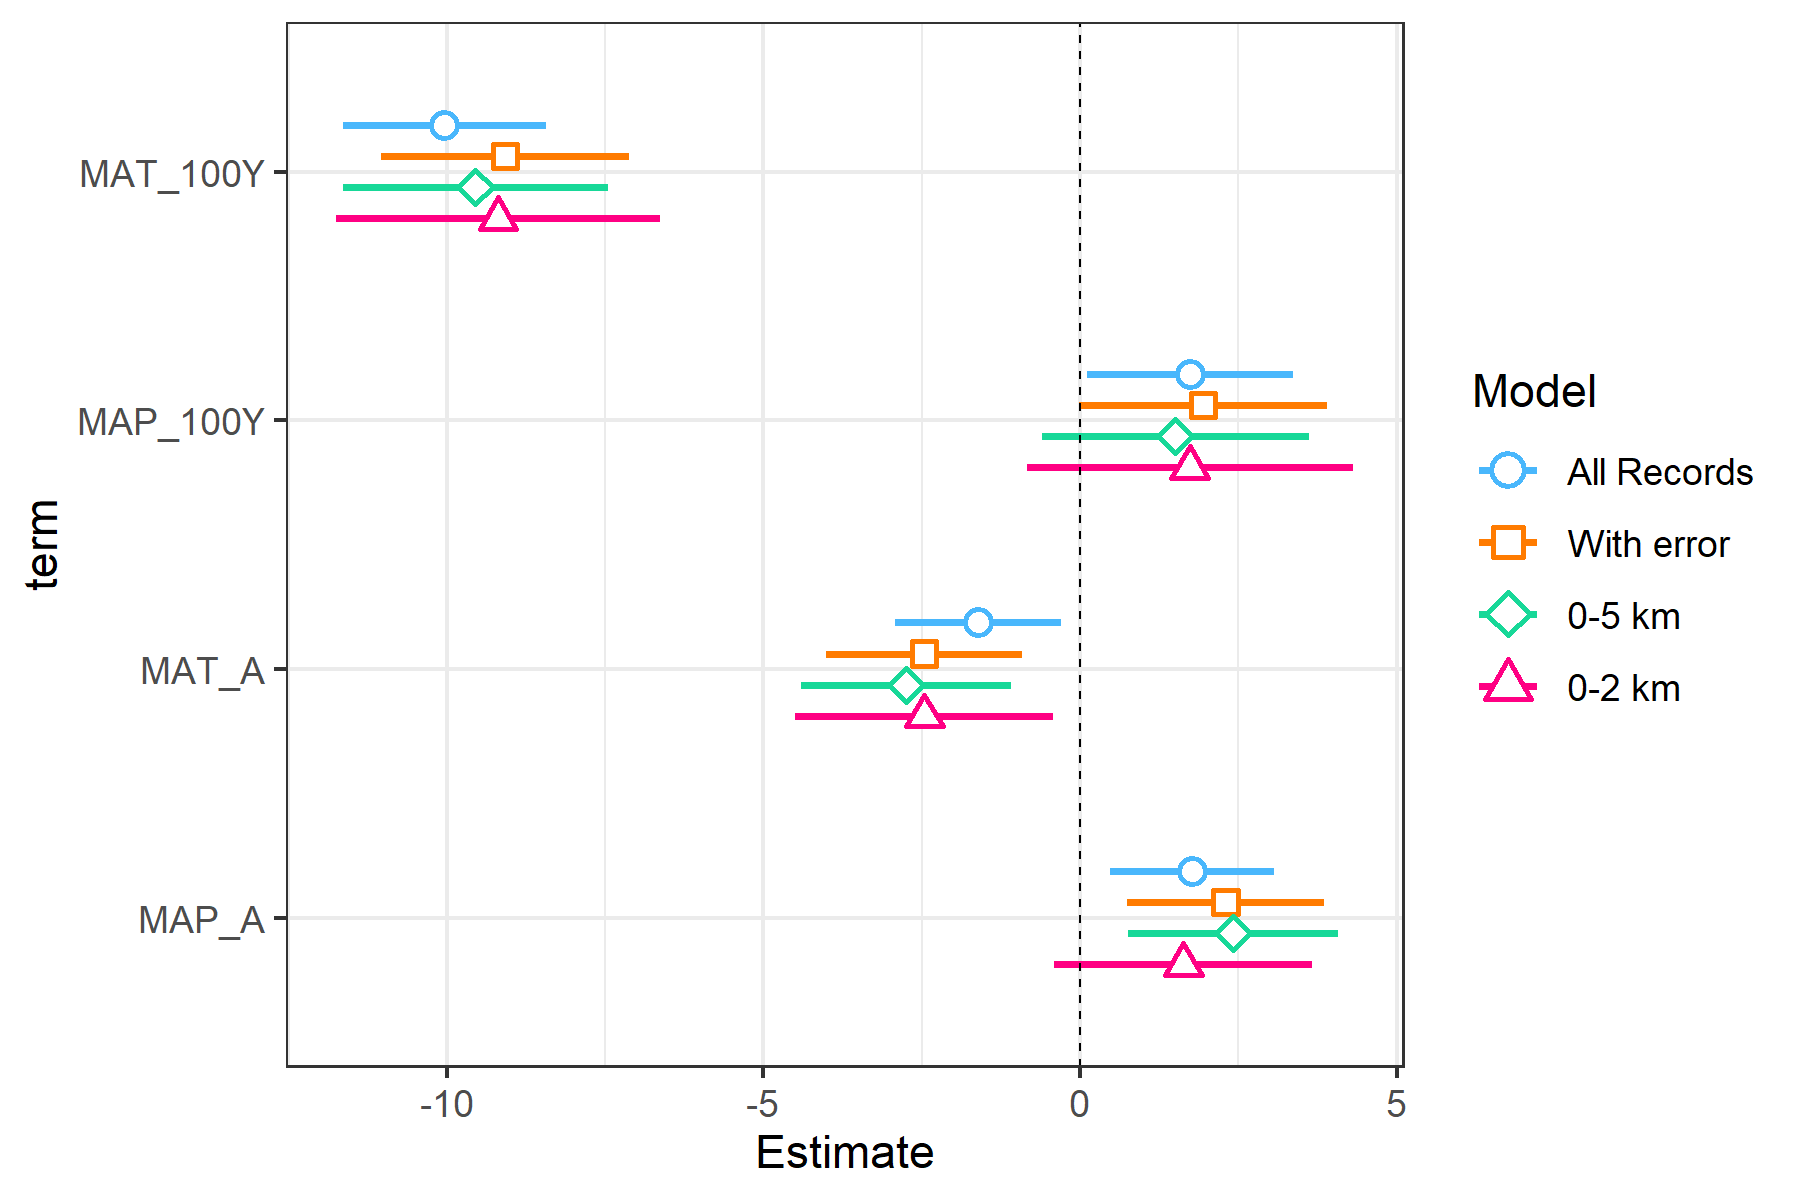 MAT_100Y
MAP_100Y
MAT_A
MAP_A
term
-10
-5
0
5
Estimate
Model
All Records
With error
0-5 km
0-2 km